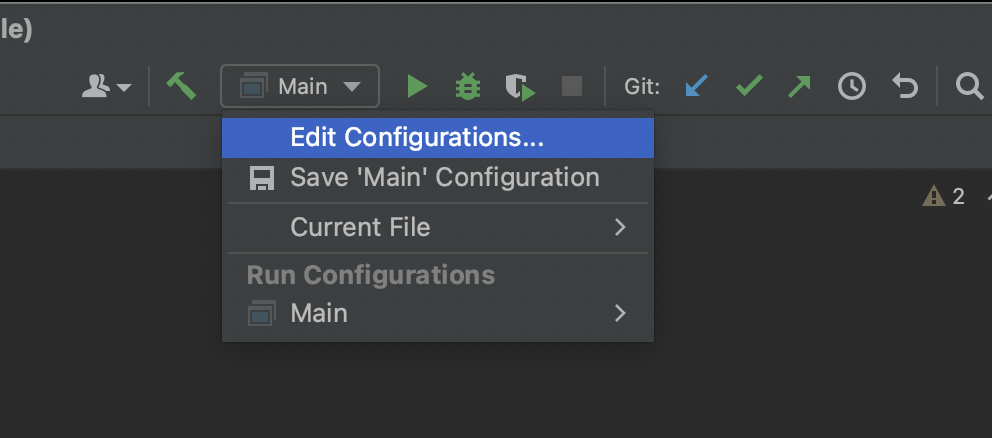 le)
Main
Git:
Edit Configurations...
Save 'Main' Configuration
2
Current File
Run Configurations
Main